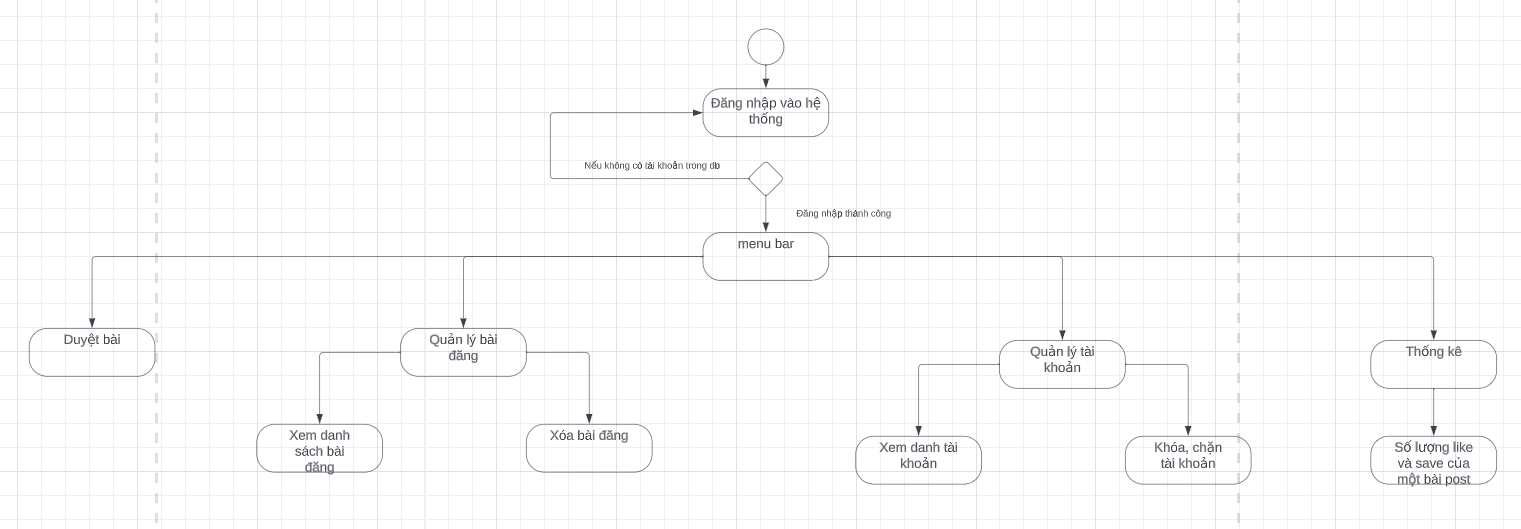 Đăng nhập vào hệ
thống
Nếu không có tài khoản trong db
Đăng nhập thành công
menu bar
Duyệt bài
Quản lý bài
đăng
Quản lý tài
khoản
Thống kê
Xem danh
sách bài
đăng
Xóa bài đăng
Xem danh tài
khoản
Khóa, chặn
tài khoản
Số lượng like
và save của
một bài post